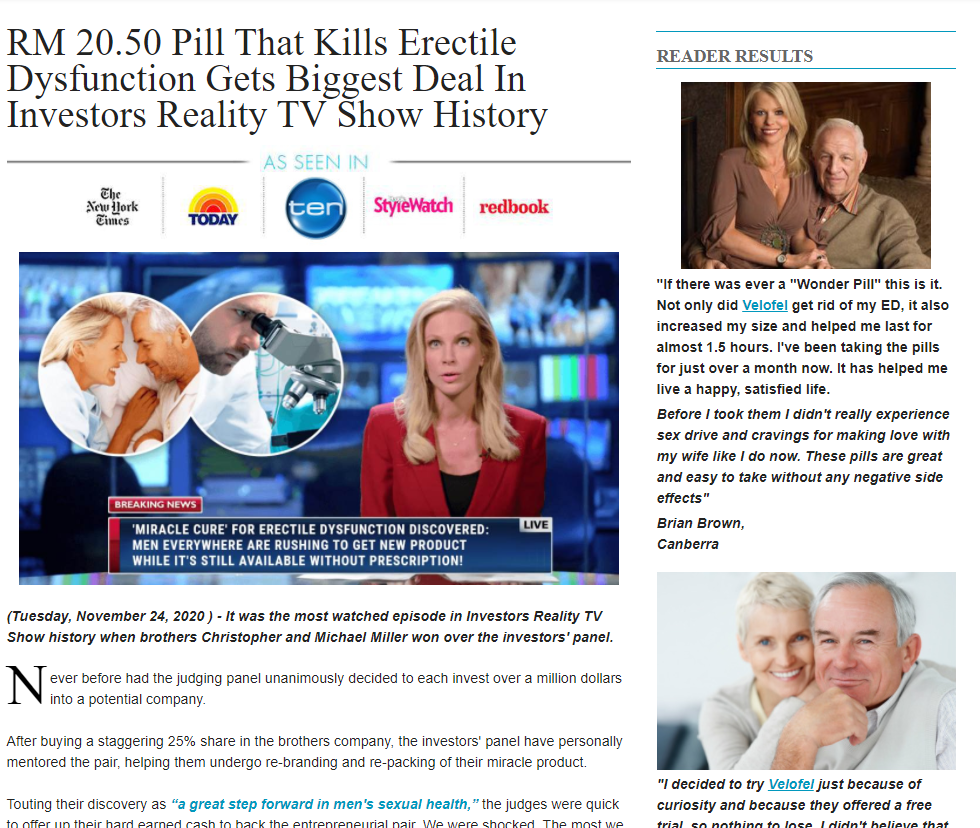 RM 20.50 Pill That Kills Erectile
Dysfunction Gets Biggest Deal In
Investors Reality TV Show History
AS SEEN IN
The
New York
Times
TODAY
ten
StyleWatch
redbook
BREAKING NEWS
LIVE
'MIRACLE CURE' FOR ERECTILE DYSFUNCTION DISCOVERED:
MEN EVERYWHERE ARE RUSHING TO GET NEW PRODUCT
WHILE IT'S STILL AVAILABLE WITHOUT PRESCRIPTION!
(Tuesday, November 24, 2020 ) - It was the most watched episode in Investors Reality TV
Show history when brothers Christopher and Michael Miller won over the investors' panel.
Never before had the judging panel unanimously decided to each invest over a million dollars
into a potential company.
After buying a staggering 25% share in the brothers company, the investors' panel have personally
mentored the pair, helping them undergo re-branding and re-packing of their miracle product.
Touting their discovery as “a great step forward in men's sexual health,” the judges were quick
to offer up their hard earned cash to back the entrepreneurial pair. We were shocked. The most we
READER RESULTS
"If there was ever a "Wonder Pill" this is it.
Not only did Velofel get rid of my ED, it also
increased my size and helped me last for
almost 1.5 hours. I've been taking the pills
for just over a month now. It has helped me
live a happy, satisfied life.
Before I took them I didn't really experience
sex drive and cravings for making love with
my wife like I do now. These pills are great
and easy to take without any negative side
effects"
Brian Brown,
Canberra
"I decided to try Velofel just because of
curiosity and because they offered a free
trial, so nothing to lose. I didn't believe that